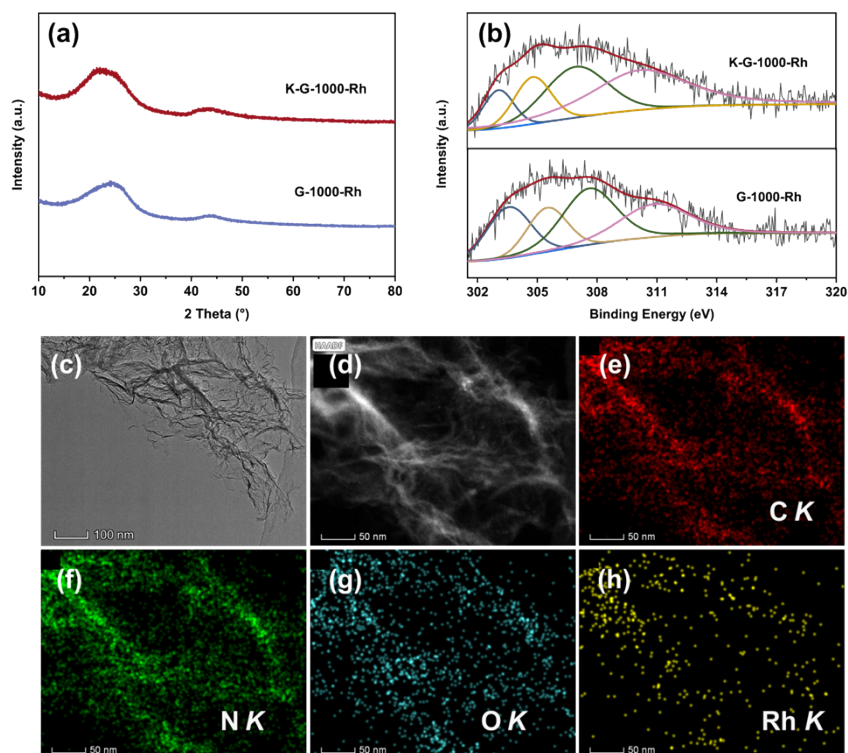 (a)
K-G-1000-Rh
G-1000-Rh
Intensity (a.u.)
10 20 30 40 50 60 70 80
2 Theta (°)
(b)
K-G-1000-Rh
G-1000-Rh
Intensity (a.u.)
302 305 308 311 314 317 320
Binding Energy (eV)
(c)
100 nm
(d)
HAADF
50 nm
(e)
C K
50 nm
(f)
N K
50 nm
(g)
O K
50 nm
(h)
Rh K
50 nm